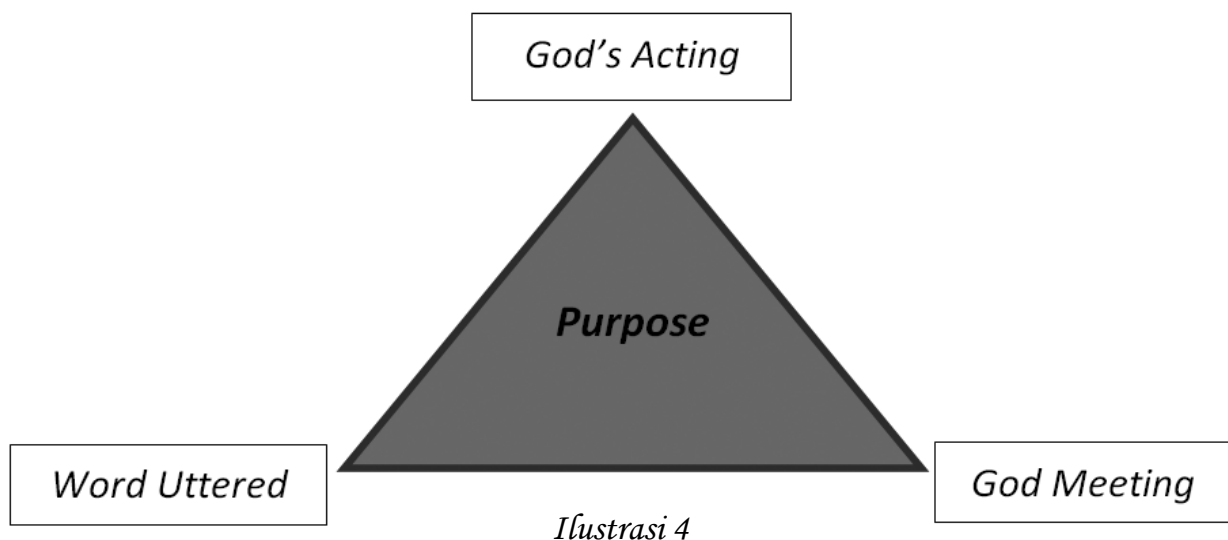 God’s Acting
Purpose
Word Uttered
God Meeting
Ilustrasi 4